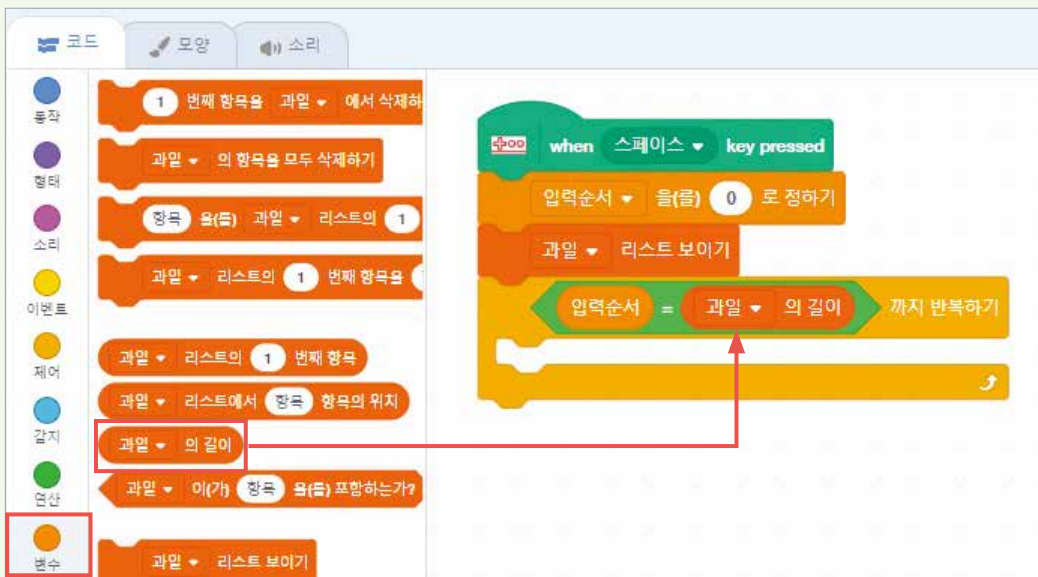 코드
모양
소리
동작
형태
소리
이벤트
제어
감지
연산
변수
1 번째 항목을 과일 에서 삭제하
과일 의 항목을 모두 삭제하기
항목 을(를) 과일 리스트의 1
과일 리스트의 1 번째 항목을
과일 리스트의 1 번째 항목
과일 리스트에서 항목 항목의 위치
과일 의 길이
과일 이(가) 항목 을(를) 포함하는가?
과일 리스트 보이기
when 스페이스 key pressed
입력순서 을(를) 0 로 정하기
과일 리스트 보이기
입력순서 = 과일 의 길이 까지 반복하기